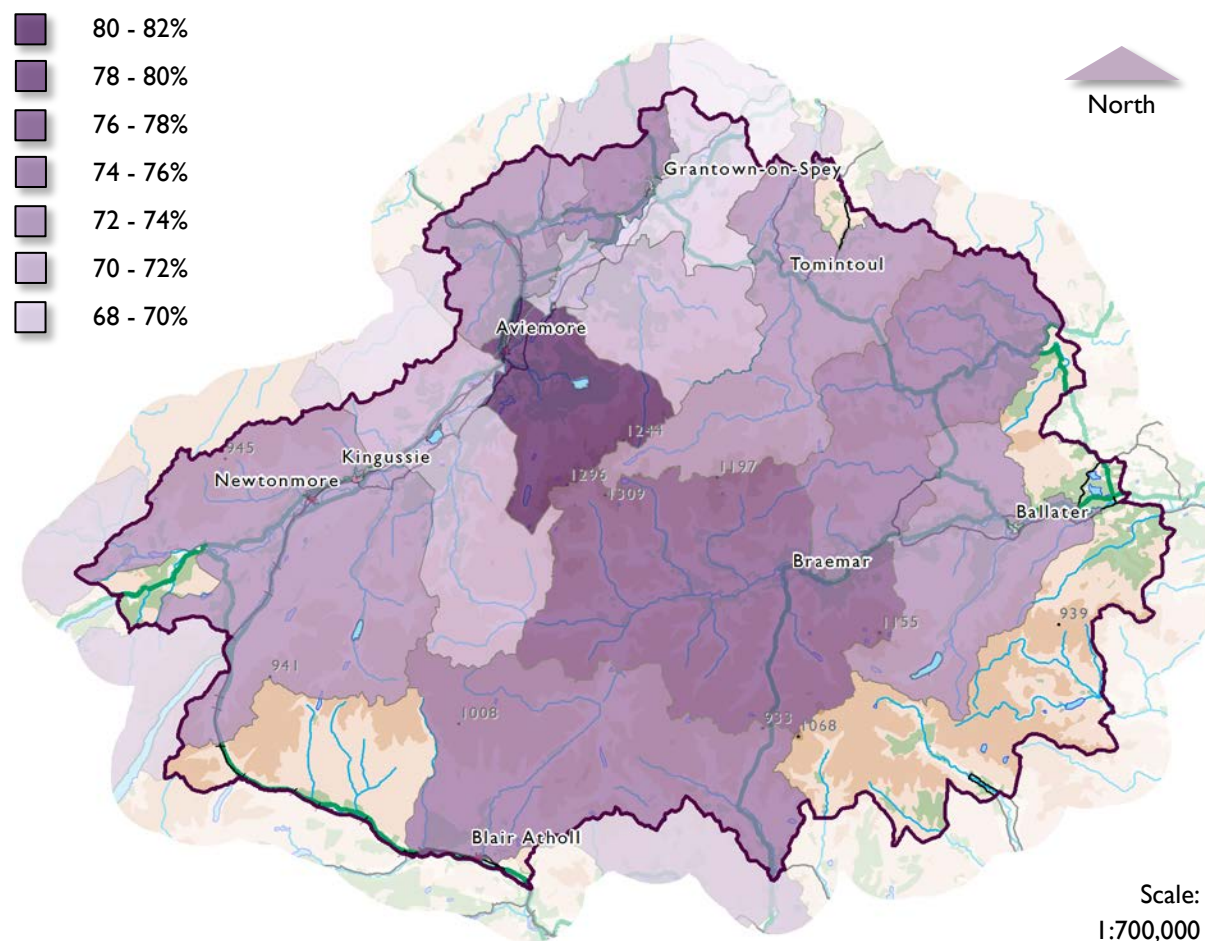 80 - 82%
78 - 80%
76 - 78%
74 - 76%
72 - 74%
70 - 72%
68 - 70%
North
Grantown-on-Spey
Tomintoul
Aviemore
1244
945
Kingussie
1296
1197
Newtonmore
1309
Ballater
Braemar
939
1155
941
1008
933
1068
Blair Atholl
Scale:
1:700,000